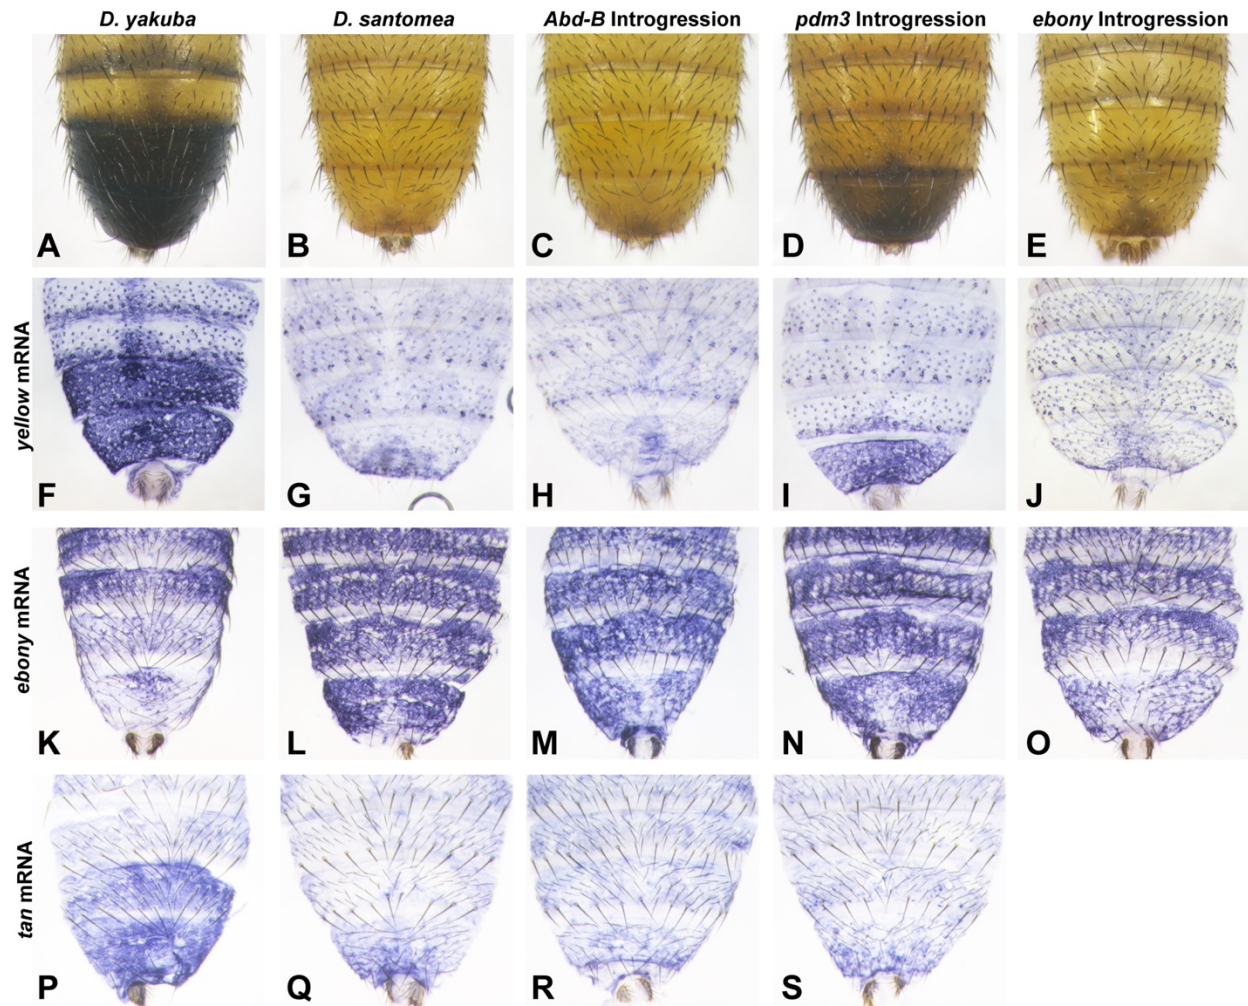 D. yakuba D. santomea Abd-B Introgression pdm3 Introgression ebony Introgression
A B C D E
yellow mRNA
F G H I J
ebony mRNA
K L M N O
tan mRNA
P Q R S